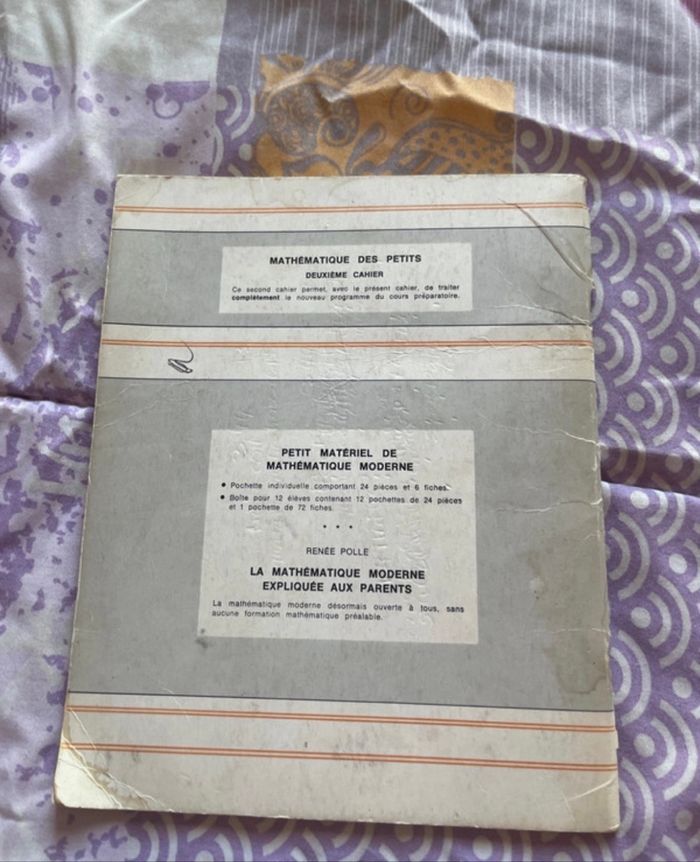 MATHÉMATIQUE DES PETITS
DEUXIÈME CAHIER
Ce second cahier permet, avec le présent cahier, de traiter
complètement le nouveau programme du cours préparatoire.
PETIT MATÉRIEL DE
MATHÉMATIQUE MODERNE
● Pochette individuelle comportant 24 pièces et 6 fiches.
● Boîte pour 12 élèves contenant 12 pochettes de 24 pièces
et 1 pochette de 72 fiches.
* * *
RENÉE POLLE
LA MATHÉMATIQUE MODERNE
EXPLIQUÉE AUX PARENTS
La mathématique moderne désormais ouverte à tous, sans
aucune formation mathématique préalable.